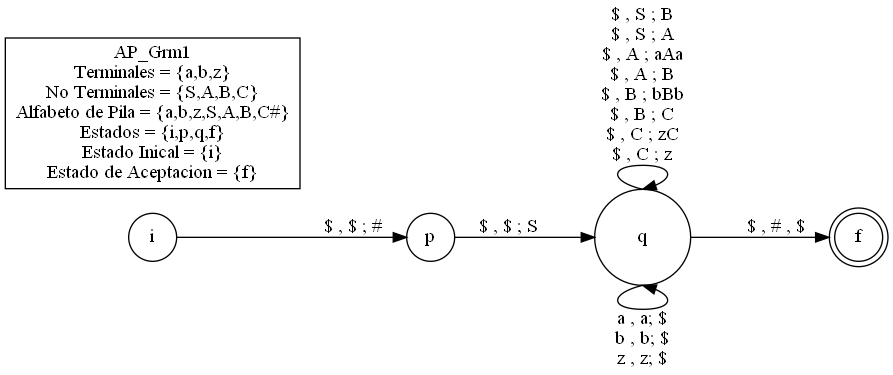 $ , S ; B
$ , S ; A
$ , A ; aAa
$ , A ; B
$ , B ; bBb
$ , B ; C
$ , C ; zC
$ , C ; z
AP_Grm1
Terminales = {a,b,z}
No Terminales = {S,A,B,C}
Alfabeto de Pila = {a,b,z,S,A,B,C#}
Estados = {i,p,q,f}
Estado Inical = {i}
Estado de Aceptacion = {f}
i
$ , $ ; #
p
$ , $ ; S
q
$ , # , $
f
a , a; $
b , b; $
z , z; $